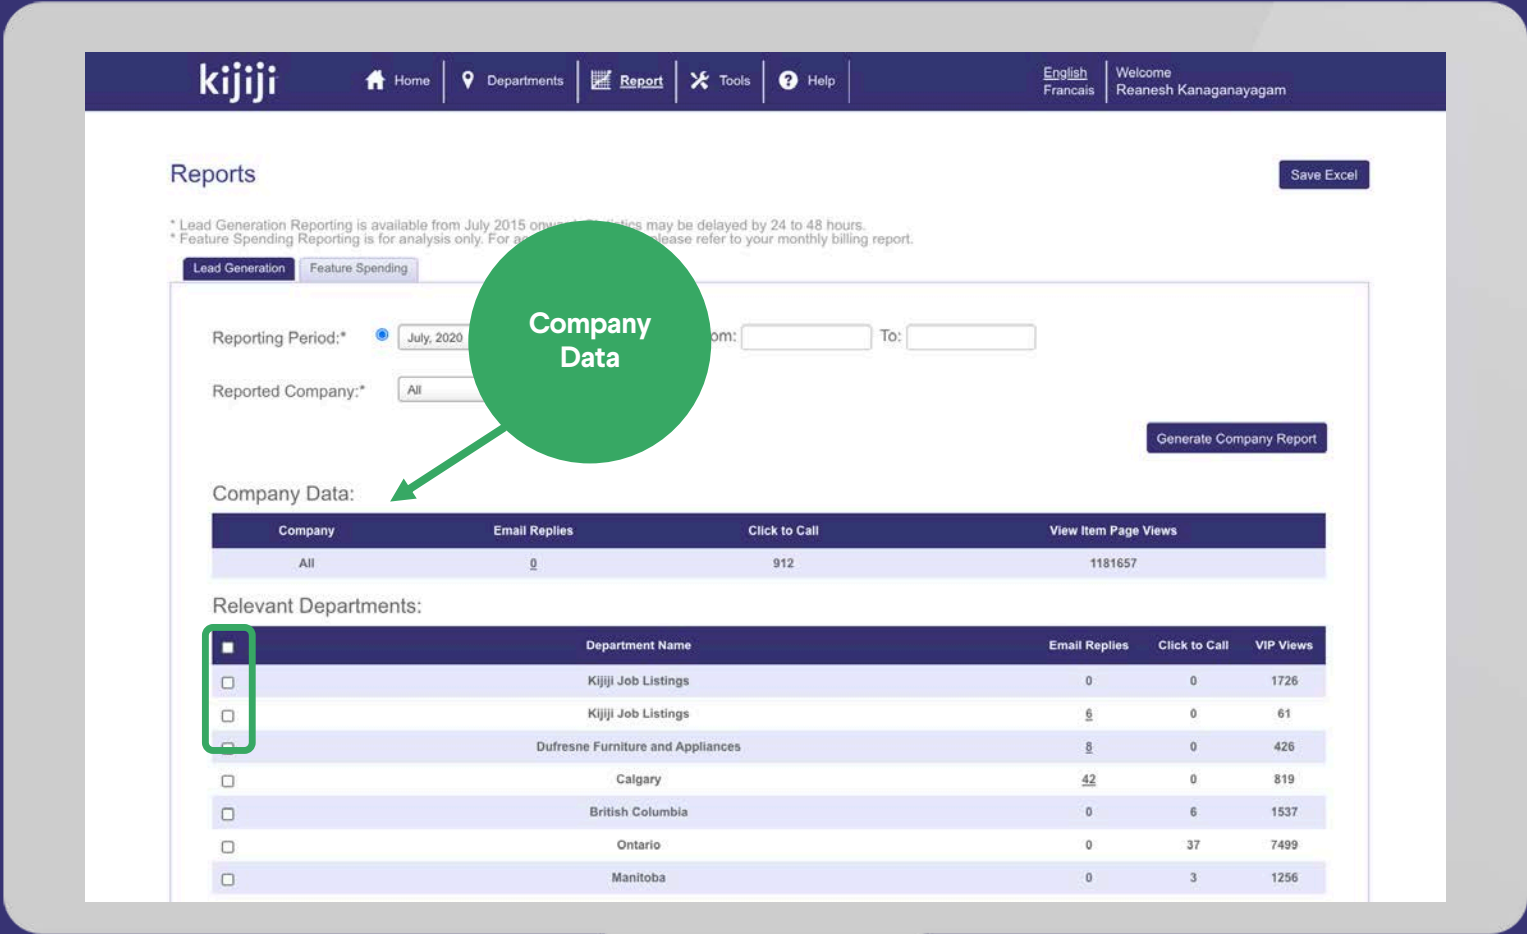 kijiji
Home
Departments
Report
Tools
Help
English
Francais
Welcome
Reanesh Kanaganayagam
Reports
Save Excel
* Lead Generation Reporting is available from July 2015 may be delayed by 24 to 48 hours.
* Feature Spending Reporting is for analysis only. For refer to your monthly billing report.
Lead Generation
Feature Spending
Company
Data
Reporting Period:*
July, 2020
To:
Reported Company:*
All
Generate Company Report
Company Data:
Company Email Replies Click to Call View Item Page Views
All 0 912 1181657
Relevant Departments:
Department Name Email Replies Click to Call VIP Views
Kijiji Job Listings 0 0 1726
Kijiji Job Listings 6 0 61
Dufresne Furniture and Appliances 8 0 426
Calgary 42 0 819
British Columbia 0 6 1537
Ontario 0 37 7499
Manitoba 0 3 1256